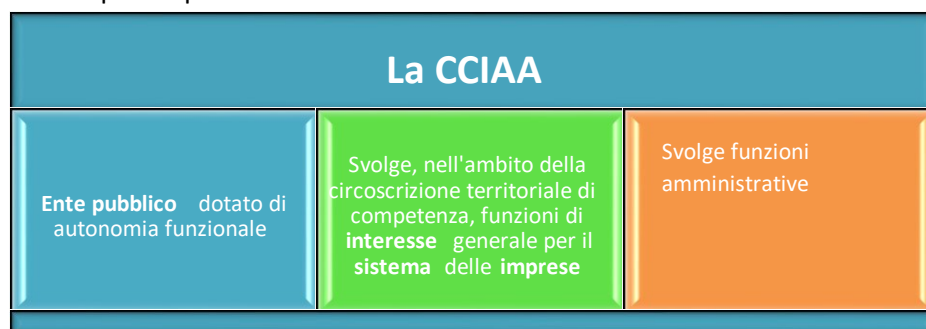 La CCIAA
Ente pubblico dotato di
autonomia funzionale
Svolge, nell'ambito della
circoscrizione territoriale di
competenza, funzioni di
interesse generale per il
sistema delle imprese
Svolge funzioni
amministrative